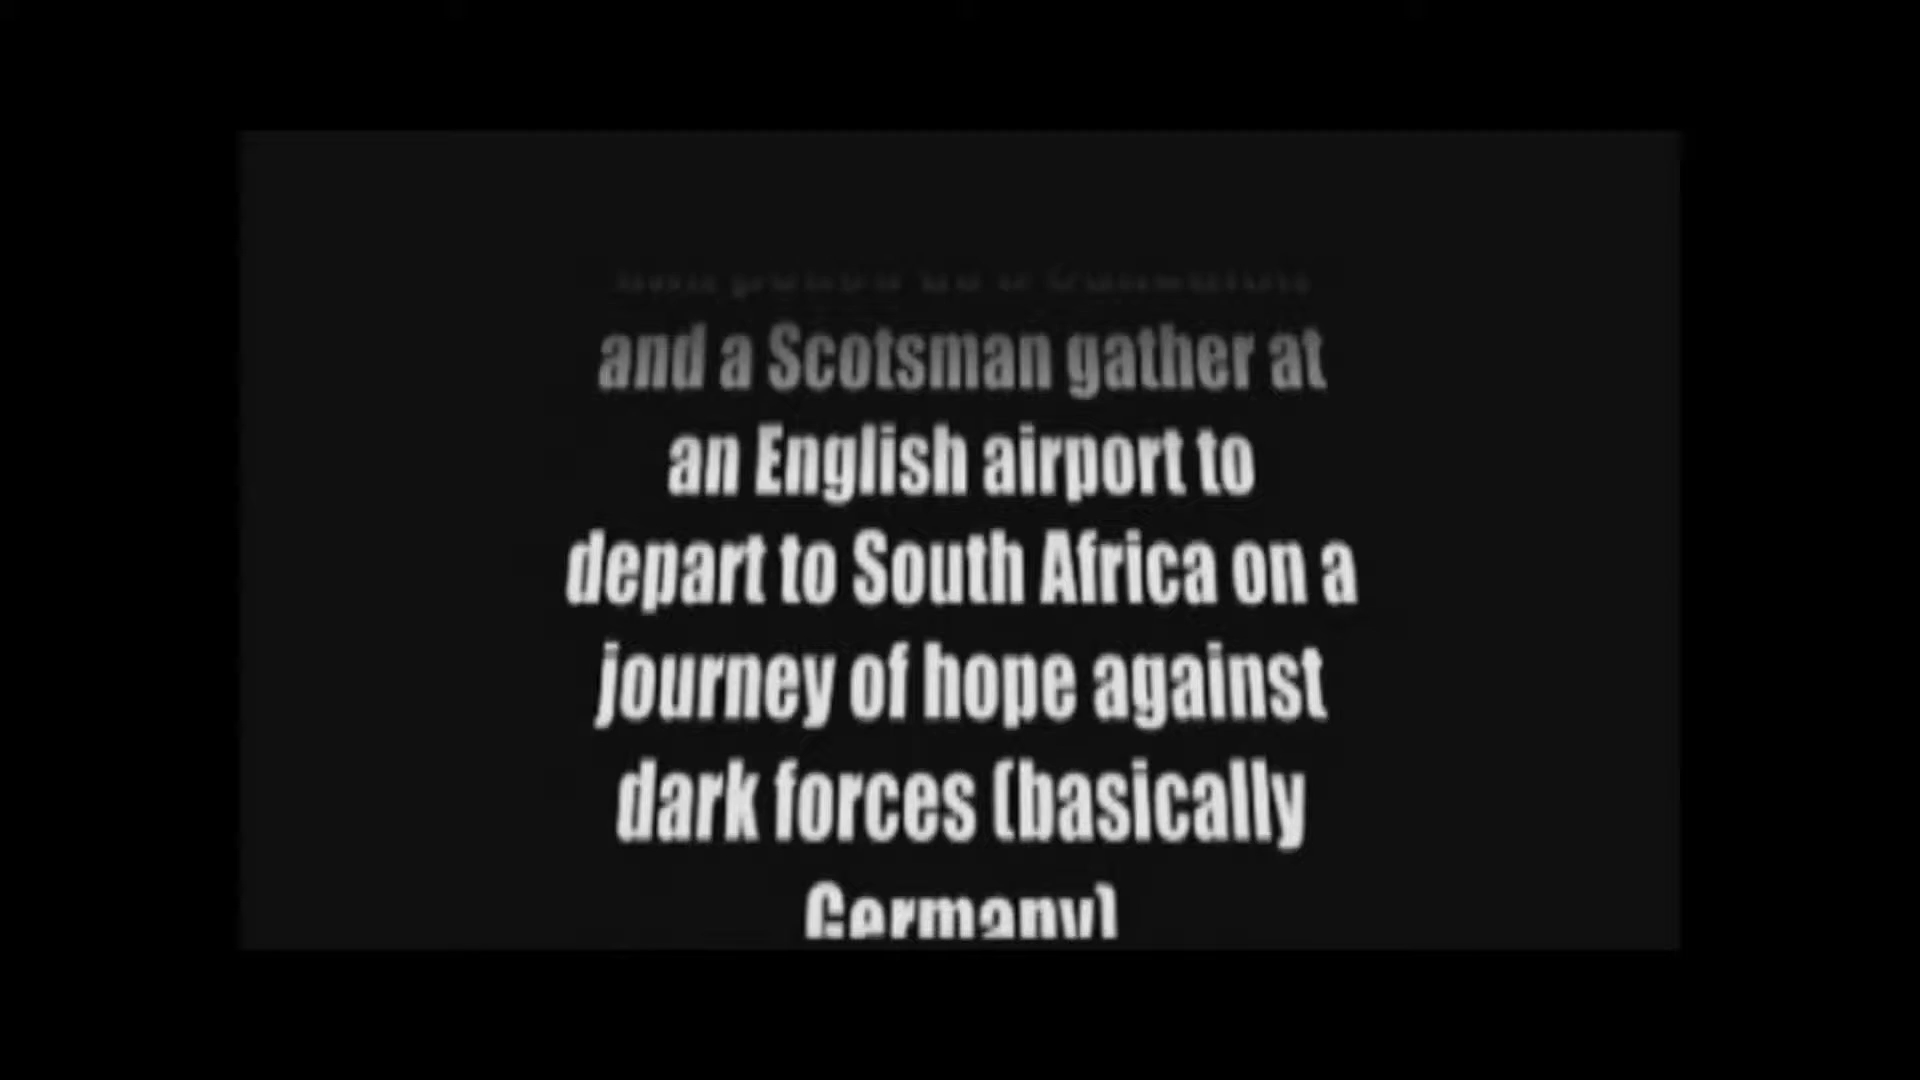 and a Scotsman gather at
an English airport to
depart to South Africa on a
journey of hope against
dark forces (basically
Germany)